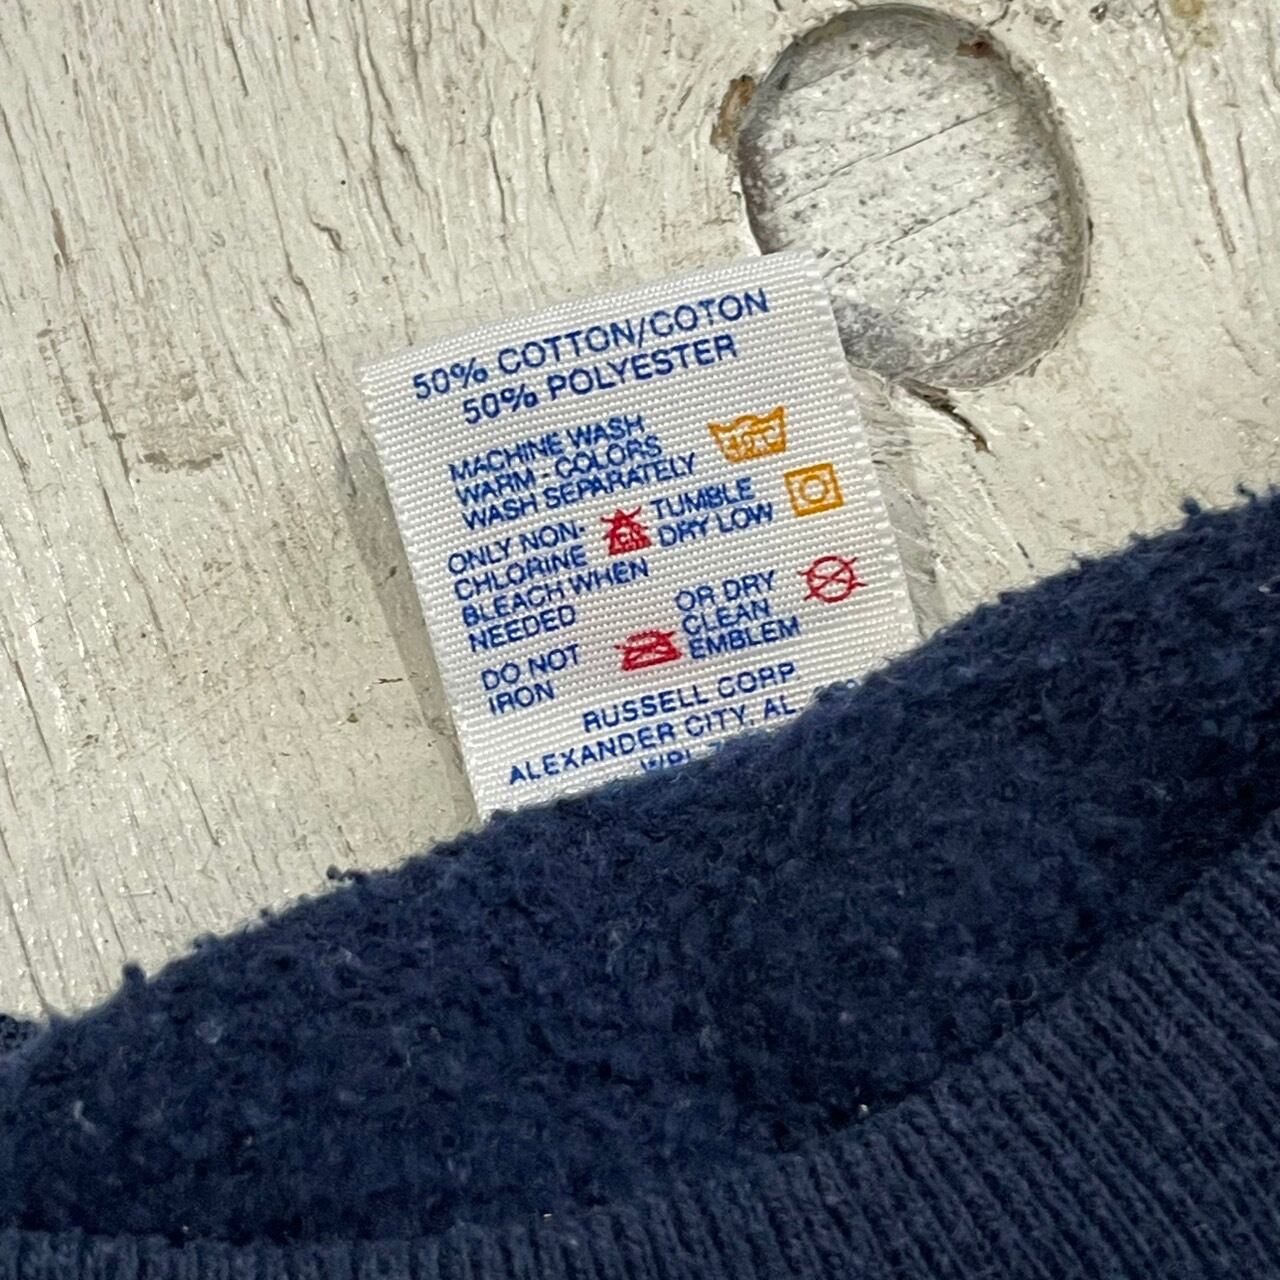 50% COTTON/COTON
50% POLYESTER
MACHINE WASH
WARM - COLORS
WASH SEPARATELY
ONLY NON-
CHLORINE
BLEACH WHEN
NEEDED
TUMBLE
DRY LOW
DO NOT
IRON
OR DRY
CLEAN
EMBLEM
RUSSELL CORP.
ALEXANDER CITY, AL